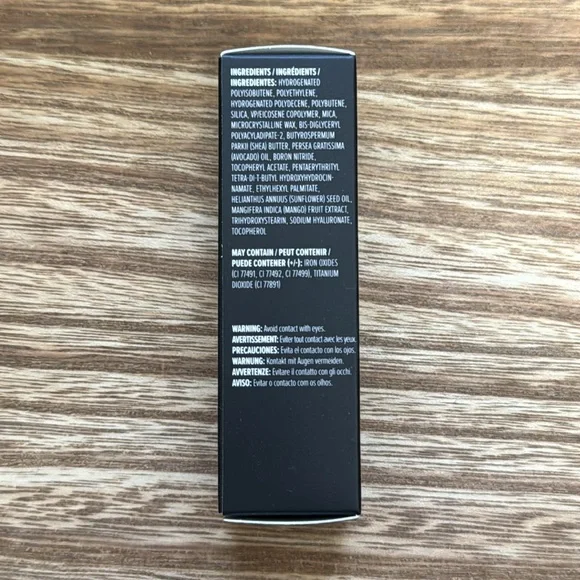 INGREDIENTS / INGRÉDIENTS /
INGREDIENTES: HYDROGENATED
POLYISOBUTENE, POLYETHYLENE,
HYDROGENATED POLYDECENE, POLYBUTENE,
SILICA, VP/EICOSENE COPOLYMER, MICA,
MICROCRYSTALLINE WAX, BIS-DIGLYCERYL
POLYACYLADIPATE-2, BUTYROSPERMUM
PARKII (SHEA) BUTTER, PERSEA GRATISSIMA
(AVOCADO) OIL, BORON NITRIDE,
TOCOPHERYL ACETATE, PENTAERYTHRITYL
TETRA-DI-T-BUTYL HYDROXYHYDROCIN-
NAMATE, ETHYLHEXYL PALMITATE,
HELIANTHUS ANNUUS (SUNFLOWER) SEED OIL,
MANGIFERA INDICA (MANGO) FRUIT EXTRACT,
TRIHYDROXYSTEARIN, SODIUM HYALURONATE,
TOCOPHEROL
MAY CONTAIN / PEUT CONTENIR /
PUEDE CONTENER (+/-): IRON OXIDES
(CI 77491, CI 77492, CI 77499), TITANIUM
DIOXIDE (CI 77891)
WARNING: Avoid contact with eyes.
AVERTISSEMENT: Eviter tout contact avec les yeux.
PRECAUCIONES: Evita el contacto con los ojos.
WARNUNG: Kontakt mit Augen vermeiden.
AVVERTENZE: Evitare il contatto con gli occhi.
AVISO: Evitar o contacto com os olhos.